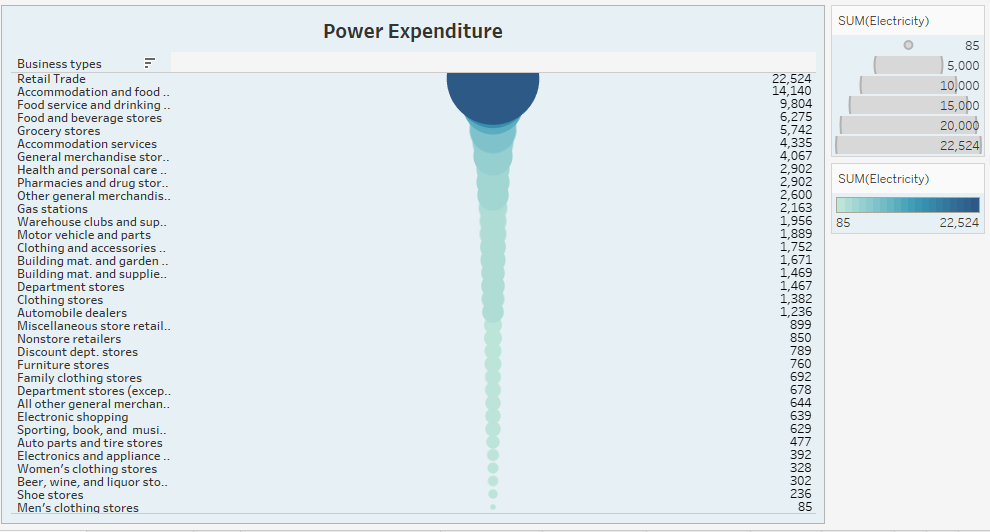 Power Expenditure
Business types
Retail Trade 22,524
Accommodation and food .. 14,140
Food service and drinking .. 9,804
Food and beverage stores 6,275
Grocery stores 5,742
Accommodation services 4,335
General merchandise stor.. 4,067
Health and personal care .. 2,902
Pharmacies and drug stor.. 2,902
Other general merchandis.. 2,600
Gas stations 2,163
Warehouse clubs and sup.. 1,956
Motor vehicle and parts 1,889
Clothing and accessories .. 1,752
Building mat. and garden .. 1,671
Building mat. and supplie.. 1,469
Department stores 1,467
Clothing stores 1,382
Automobile dealers 1,236
Miscellaneous store retail.. 899
Nonstore retailers 850
Discount dept. stores 789
Furniture stores 760
Family clothing stores 692
Department stores (excep.. 678
All other general merchan.. 644
Electronic shopping 639
Sporting, book, and  musi.. 629
Auto parts and tire stores 477
Electronics and appliance .. 392
Women’s clothing stores 328
Beer, wine, and liquor sto.. 302
Shoe stores 236
Men’s clothing stores 85
SUM(Electricity)
85
5,000
10,000
15,000
20,000
22,524
SUM(Electricity)
85 22,524